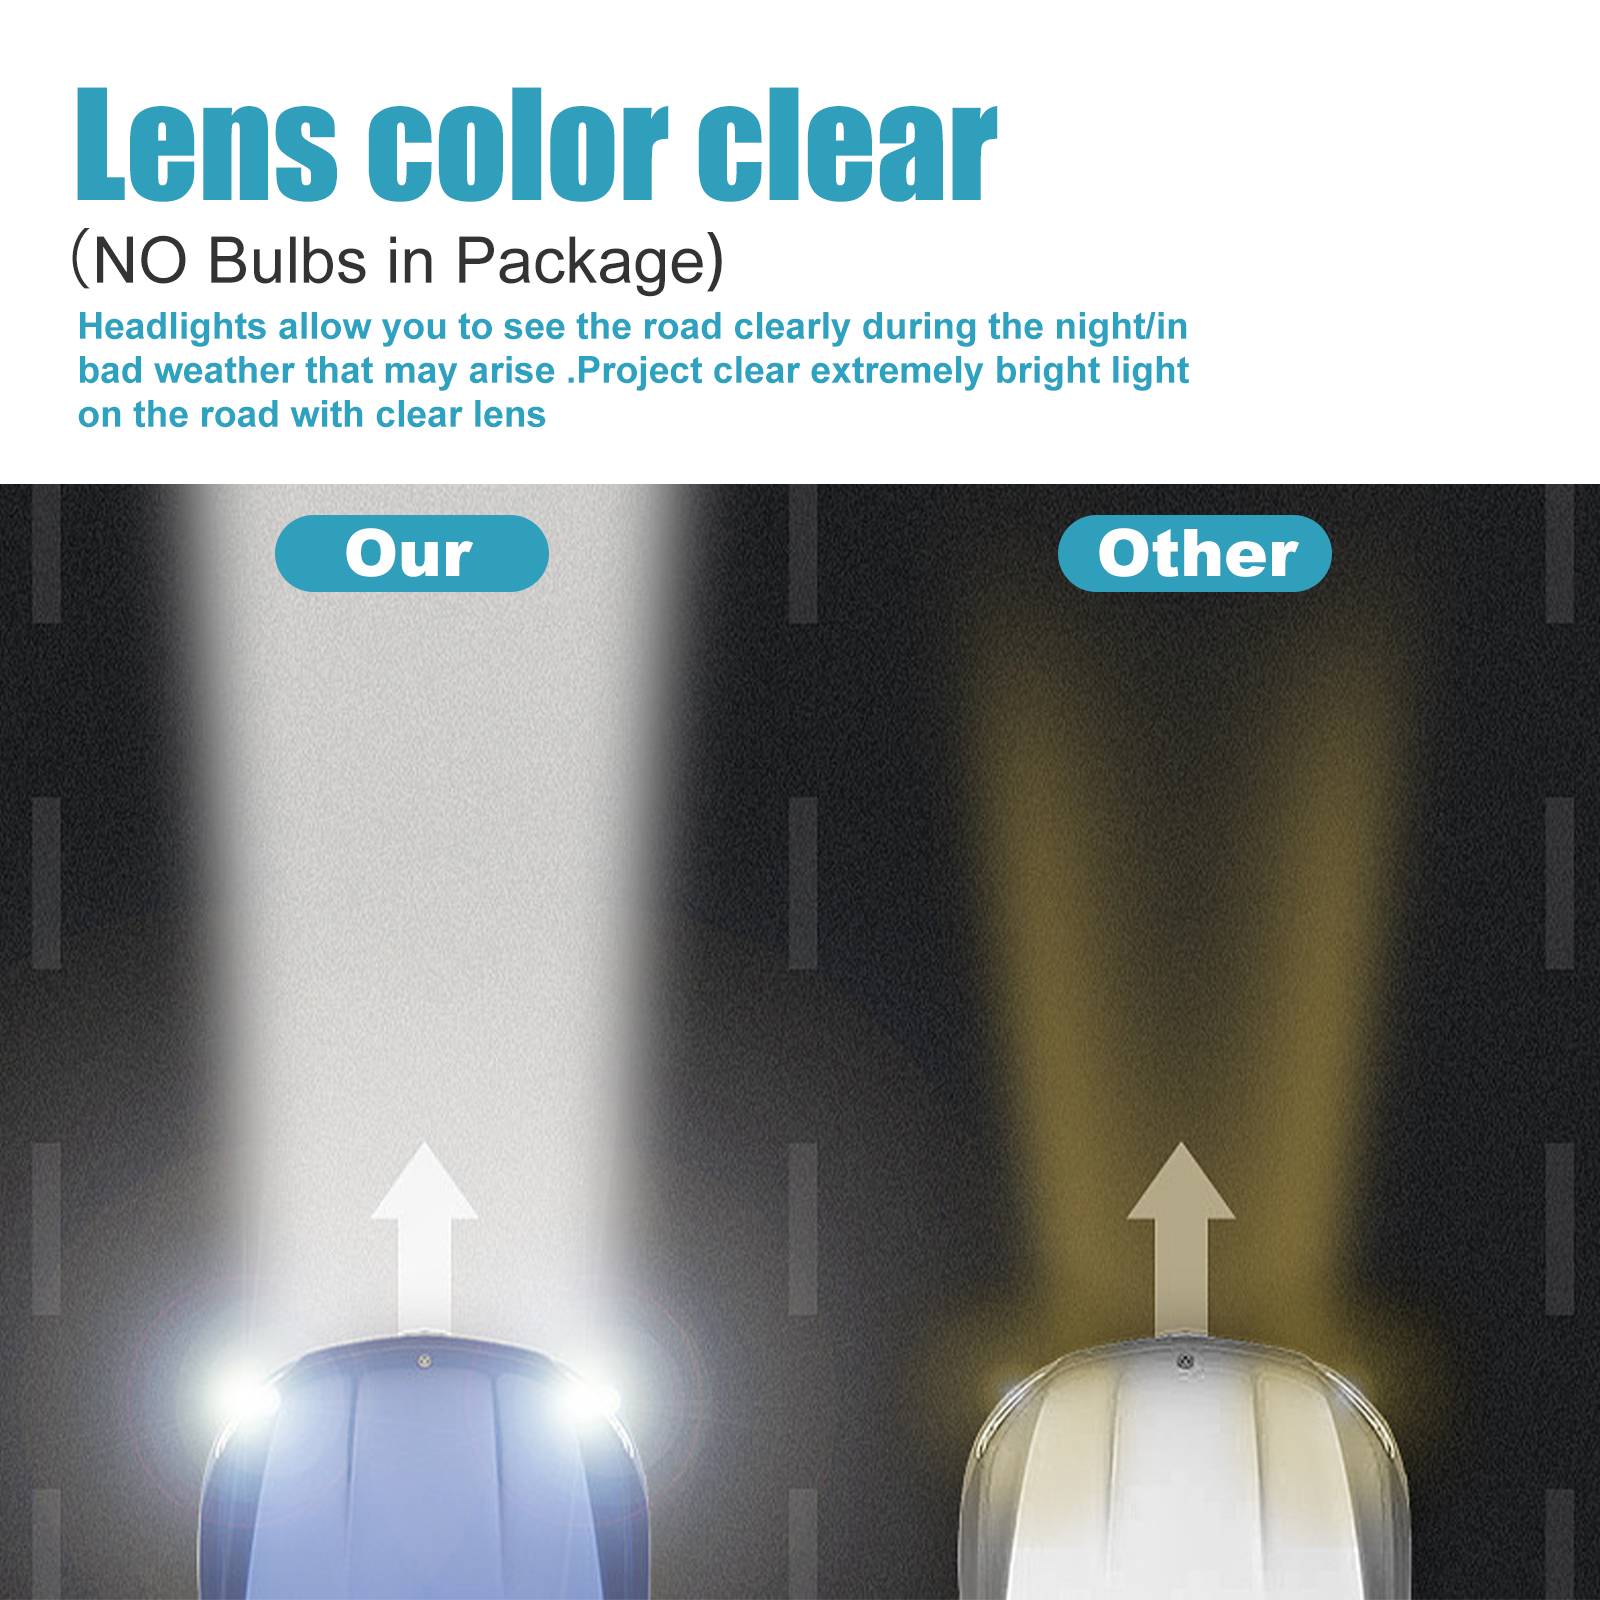 Lens color clear
(NO Bulbs in Package)
Headlights allow you to see the road clearly during the night/in
bad weather that may arise .Project clear extremely bright light
on the road with clear lens
Our
Other